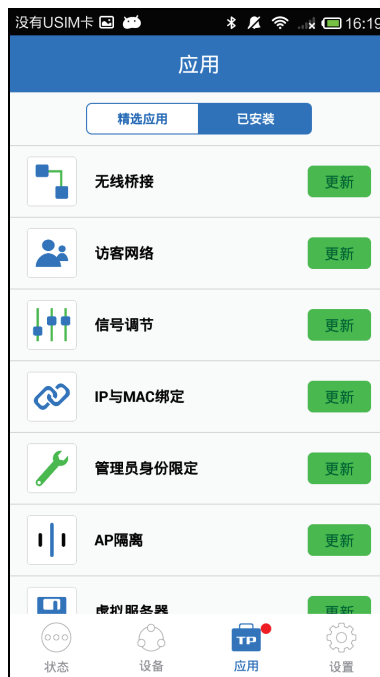 没有USIM卡 16:19
应用
精选应用 已安装
无线桥接 更新
访客网络 更新
信号调节 更新
IP与MAC绑定 更新
管理员身份限定 更新
AP隔离 更新
虚拟服务器 更新
TP
状态 设备 应用 设置